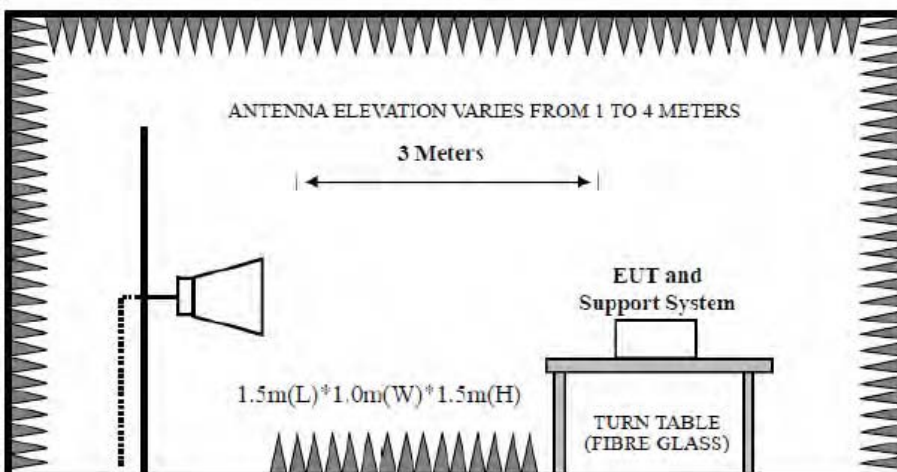 ANTENNA ELEVATION VARIES FROM 1 TO 4 METERS
3 Meters
EUT and
Support System
1.5m(L)*1.0m(W)*1.5m(H)
TURN TABLE
(FIBRE GLASS)